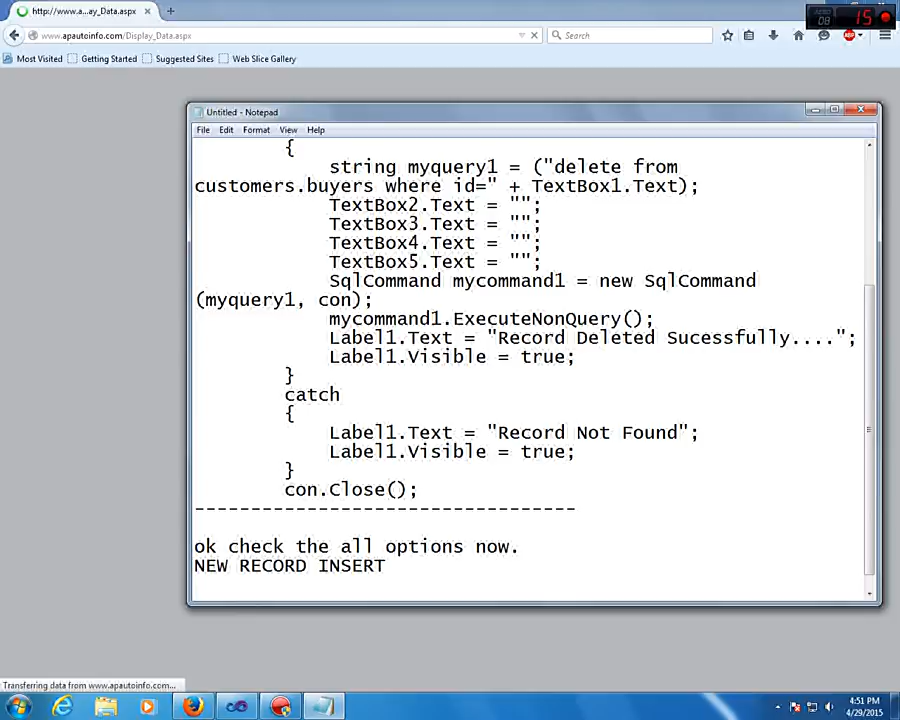 http://www.a...ay_Data.aspx
www.apautoinfo.com/Display_Data.aspx
Search
Most Visited
Getting Started
Suggested Sites
Web Slice Gallery
08
15
ABP
Untitled - Notepad
File
Edit
Format
View
Help
{
string myquery1 = ("delete from
customers.buyers where id=" + TextBox1.Text);
TextBox2.Text = "";
TextBox3.Text = "";
TextBox4.Text = "";
TextBox5.Text = "";
SqlCommand mycommand1 = new SqlCommand
(myquery1, con);
mycommand1.ExecuteNonQuery();
Label1.Text = "Record Deleted Sucessfully....";
Label1.Visible = true;
}
catch
{
Label1.Text = "Record Not Found";
Label1.Visible = true;
}
con.Close();
----------------------------------
ok check the all options now.
NEW RECORD INSERT
Transferring data from www.apautoinfo.com...
4:51 PM
4/29/2015